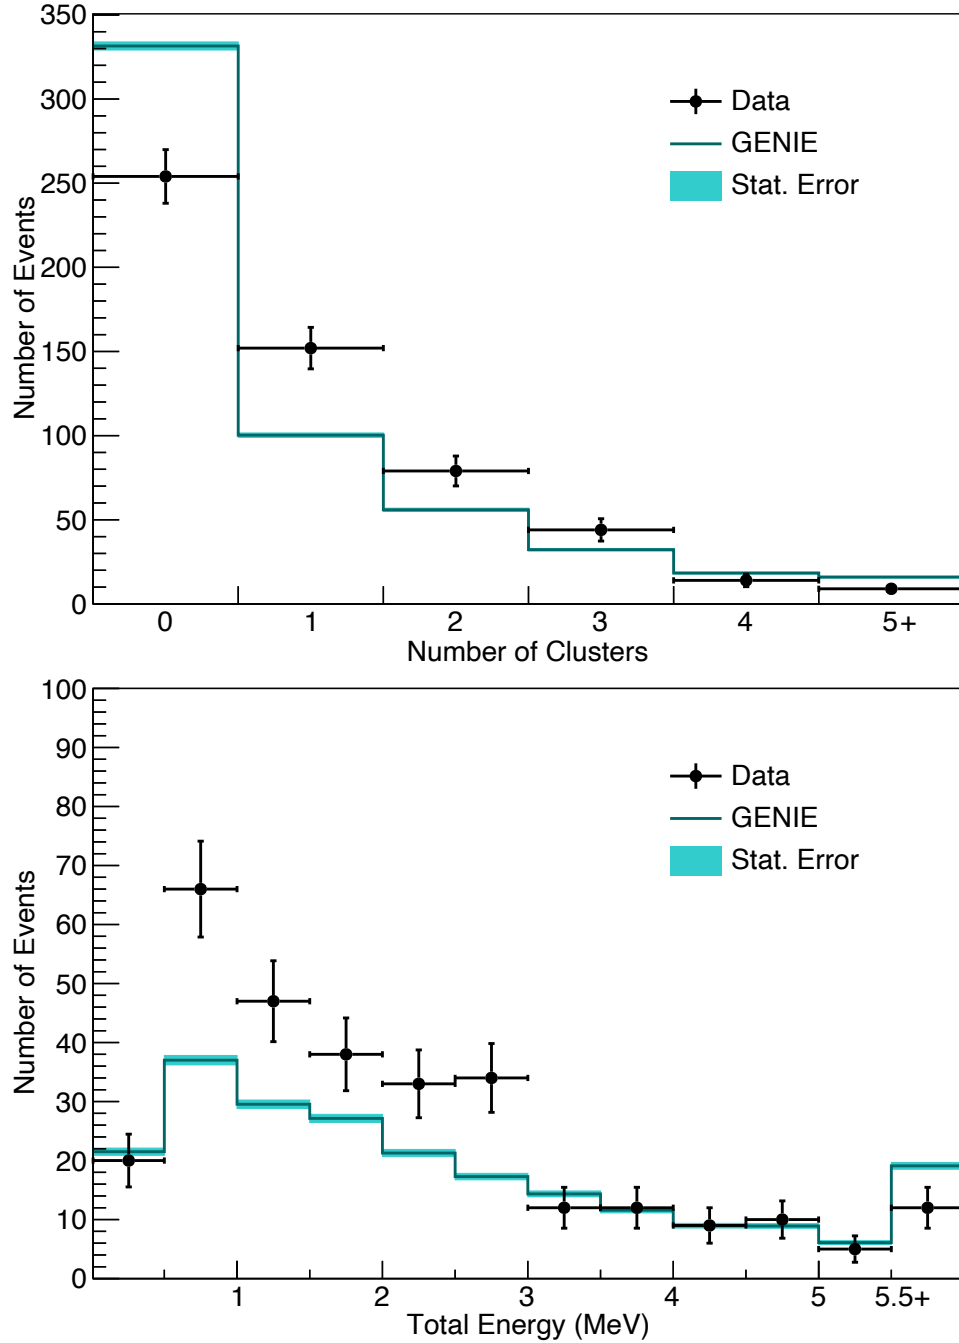 350
300
250
200
150
100
50
0
Number of Events
Data
GENIE
Stat. Error
0 1 2 3 4 5+
Number of Clusters
100
90
80
70
60
50
40
30
20
10
0
Number of Events
Data
GENIE
Stat. Error
1 2 3 4 5 5.5+
Total Energy (MeV)